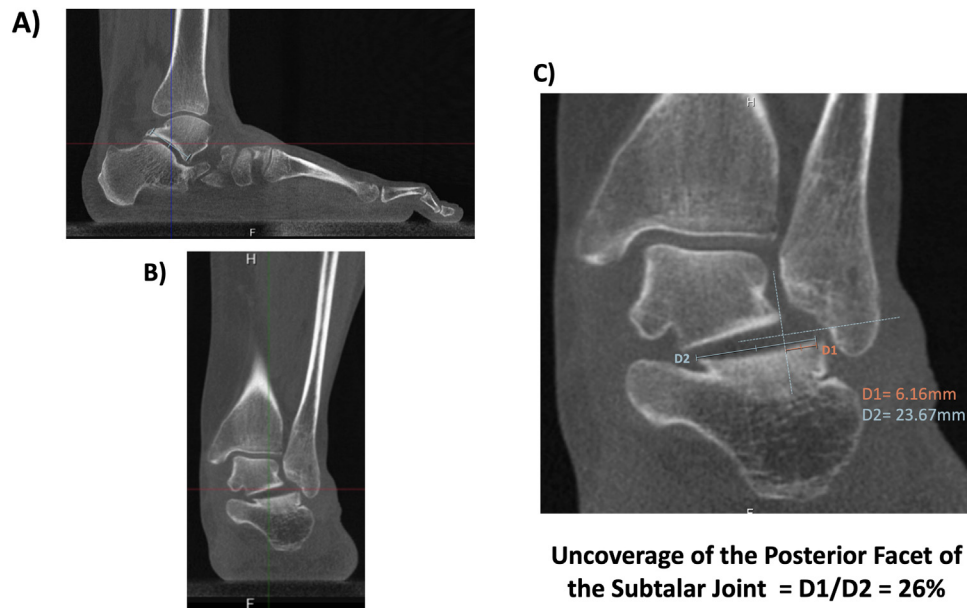 A)
F
B)
H
F
C)
H
D2
D1
D1= 6.16mm
D2= 23.67mm
Uncoverage of the Posterior Facet of
the Subtalar Joint = D1/D2 = 26%